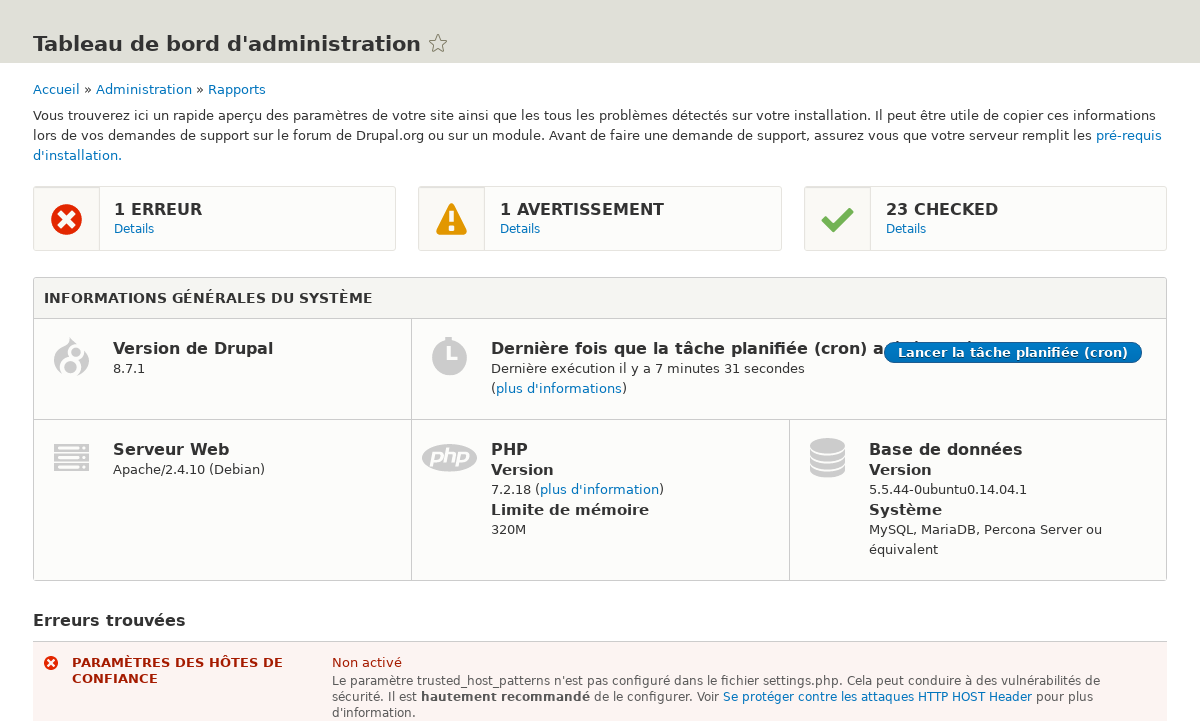 Tableau de bord d'administration
Accueil » Administration » Rapports
Vous trouverez ici un rapide aperçu des paramètres de votre site ainsi que les tous les problèmes détectés sur votre installation. Il peut être utile de copier ces informations
lors de vos demandes de support sur le forum de Drupal.org ou sur un module. Avant de faire une demande de support, assurez vous que votre serveur remplit les pré-requis
d'installation.
1 ERREUR
Details
1 AVERTISSEMENT
Details
23 CHECKED
Details
INFORMATIONS GÉNÉRALES DU SYSTÈME
Version de Drupal
8.7.1
Dernière fois que la tâche planifiée (cron) a
Lancer la tâche planifiée (cron)
Dernière exécution il y a 7 minutes 31 secondes
(plus d'informations)
Serveur Web
Apache/2.4.10 (Debian)
php
PHP
Version
7.2.18 (plus d'information)
Limite de mémoire
320M
Base de données
Version
5.5.44-0ubuntu0.14.04.1
Système
MySQL, MariaDB, Percona Server ou
équivalent
Erreurs trouvées
PARAMÈTRES DES HÔTES DE
CONFIANCE
Non activé
Le paramètre trusted_host_patterns n'est pas configuré dans le fichier settings.php. Cela peut conduire à des vulnérabilités de
sécurité. Il est hautement recommandé de le configurer. Voir Se protéger contre les attaques HTTP HOST Header pour plus
d'information.